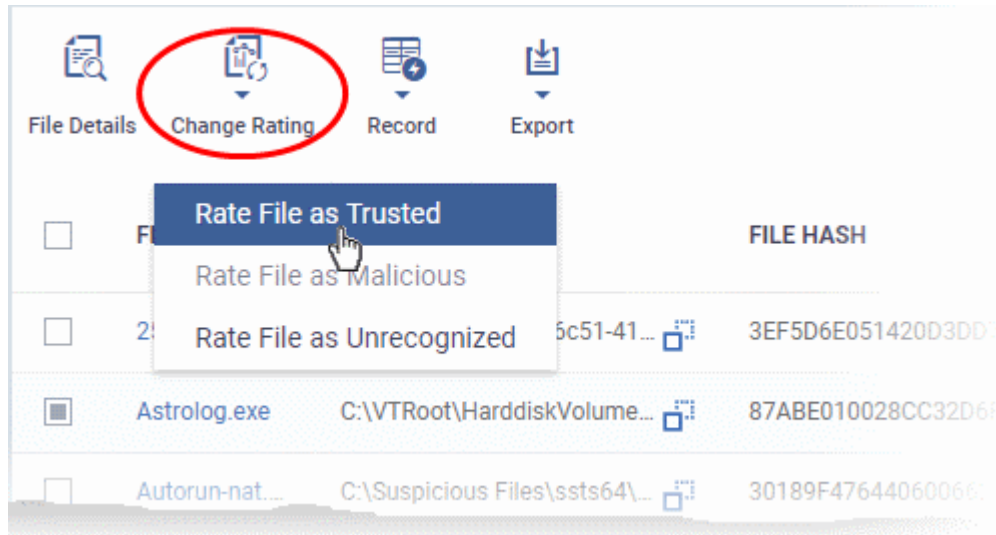 File Details Change Rating Record Export
Rate File as Trusted
FILE HASH
Rate File as Malicious
Rate File as Unrecognized
6c51-41... 3EF5D6E051420D3DD
Astrolog.exe C:\VTRoot\HarddiskVolume... 87ABE010028CC32D6
Autorun-nat.... C:\Suspicious Files\ssts64\... 30189F47644060066